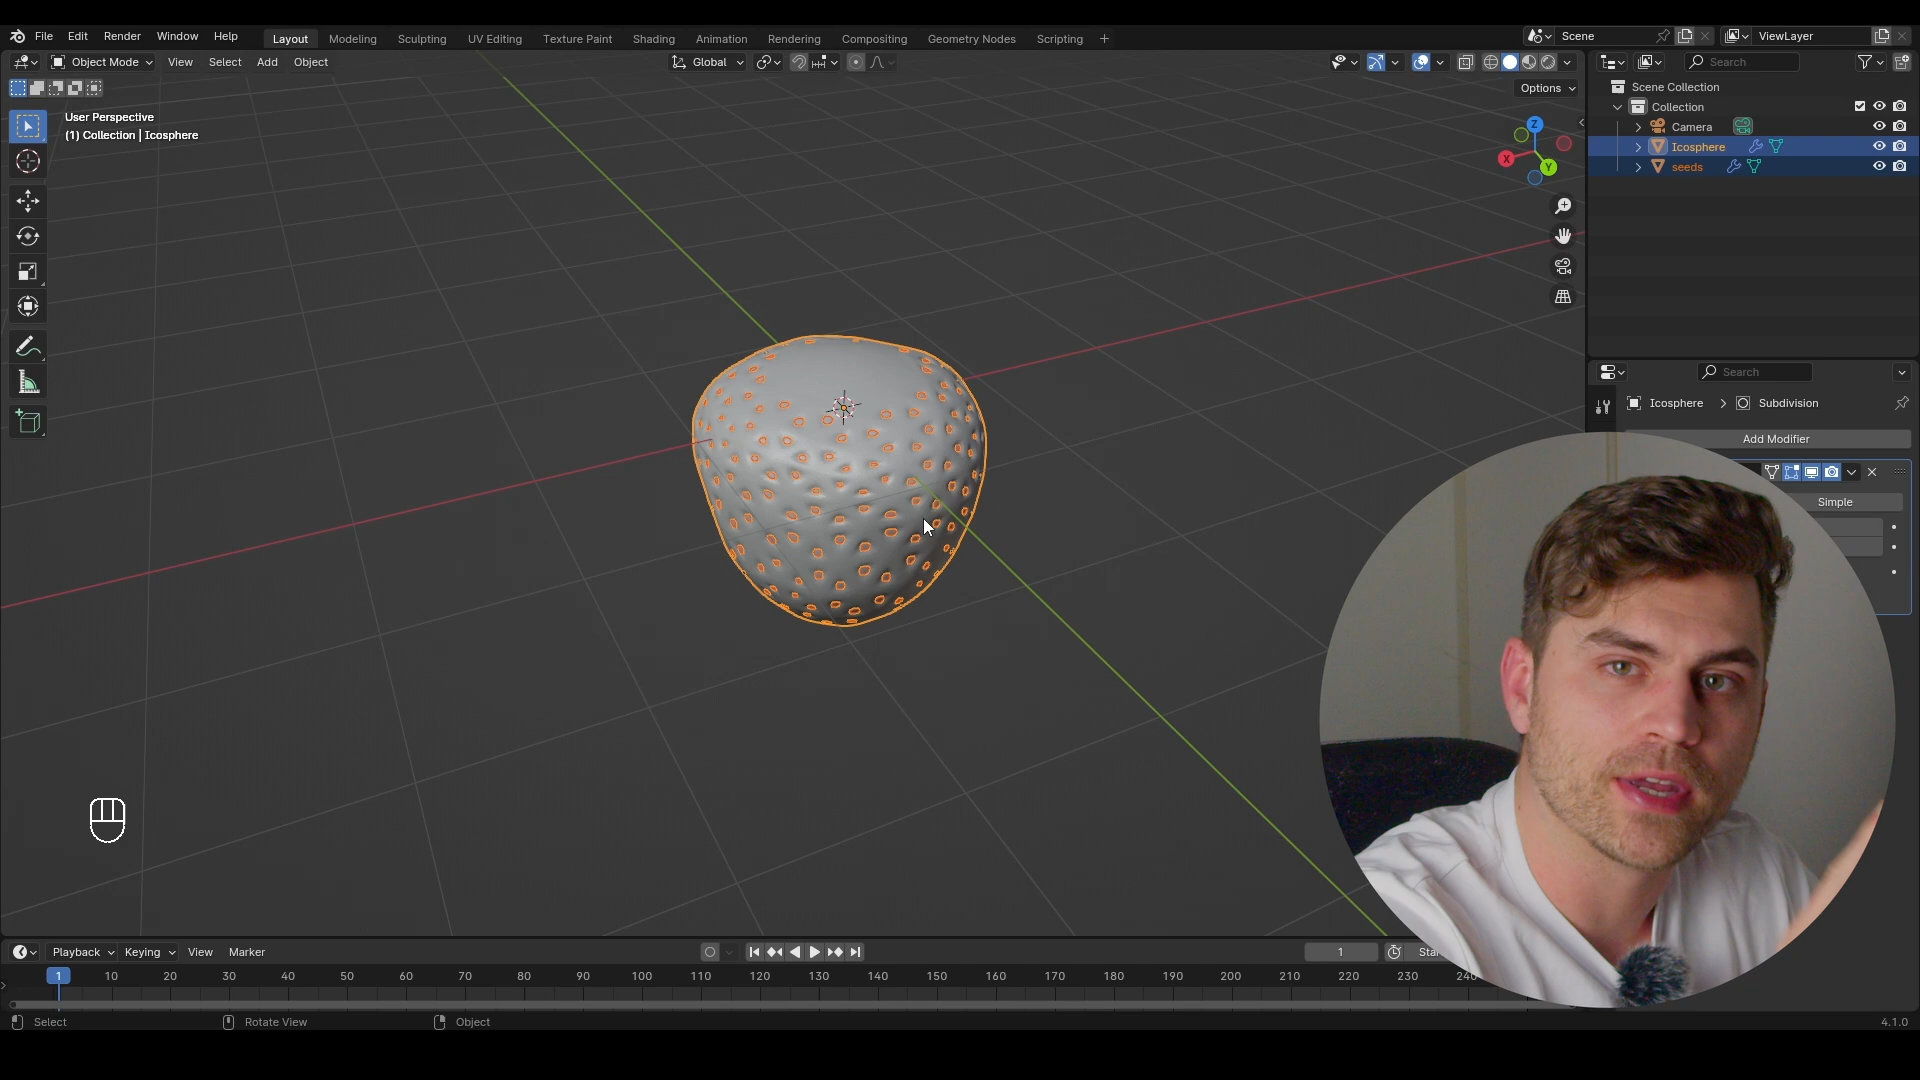 File Edit Render Window Help Layout Modeling Sculpting UV Editing Texture Paint Shading Animation Rendering Compositing Geometry Nodes Scripting + Scene ViewLayer
Object Mode View Select Add Object Global Search
Options
User Perspective
(1) Collection | Icosphere
Z
X
Y
Scene Collection
Collection
Camera
Icosphere
seeds
Search
Icosphere > Subdivision
Add Modifier
Simple
Playback Keying View Marker 1 Star
1 10 20 30 40 50 60 70 80 90 100 110 120 130 140 150 160 170 180 190 200 210 220 230 240
Select Rotate View Object 4.1.0